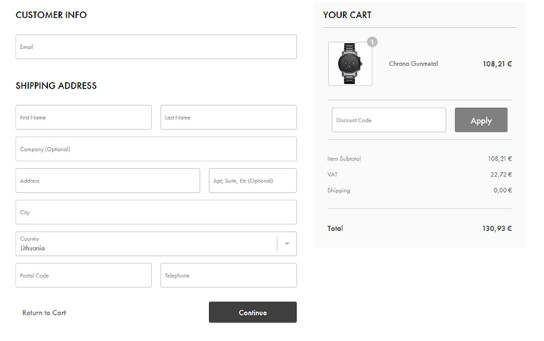 CUSTOMER INFO
Email
SHIPPING ADDRESS
First Name
Last Name
Company (Optional)
Address
Apt, Suite, Etc (Optional)
City
Country
Lithuania
Postal Code
Telephone
Return to Cart
Continue
YOUR CART
1
Chrono Gunmetal
108,21 €
Discount Code
Apply
Item Subtotal 108,21 €
VAT 22,72 €
Shipping 0,00 €
Total 130,93 €